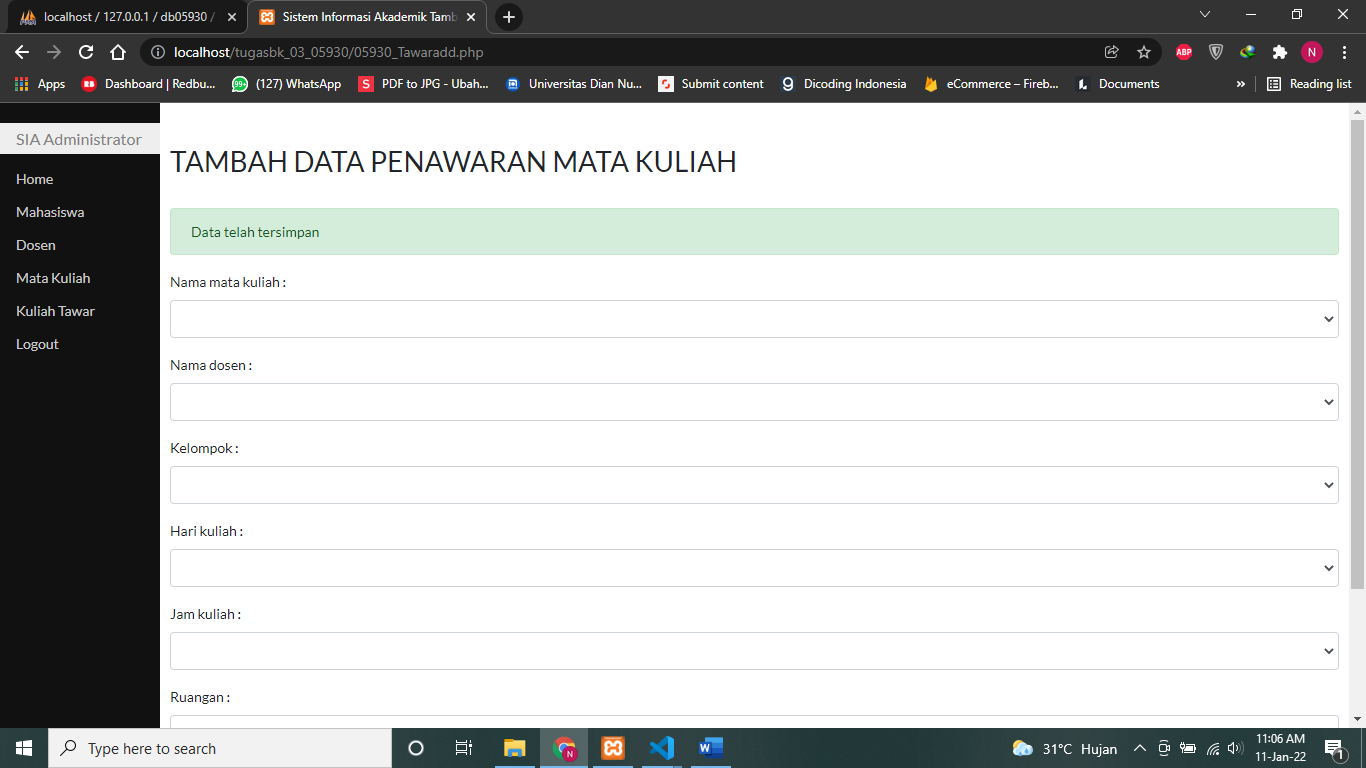 localhost / 127.0.0.1 / db05930 /
Sistem Informasi Akademik Tamb
localhost/tugasbk_03_05930/05930_Tawaradd.php
ABP
N
Apps
Dashboard | Redbu...
99+
(127) WhatsApp
S
PDF to JPG - Ubah...
Universitas Dian Nu...
Submit content
Dicoding Indonesia
eCommerce – Fireb...
Documents
»
Reading list
SIA Administrator
Home
Mahasiswa
Dosen
Mata Kuliah
Kuliah Tawar
Logout
TAMBAH DATA PENAWARAN MATA KULIAH
Data telah tersimpan
Nama mata kuliah :
Nama dosen :
Kelompok :
Hari kuliah :
Jam kuliah :
Ruangan :
Type here to search
N
31°C Hujan
11:06 AM
11-Jan-22
1